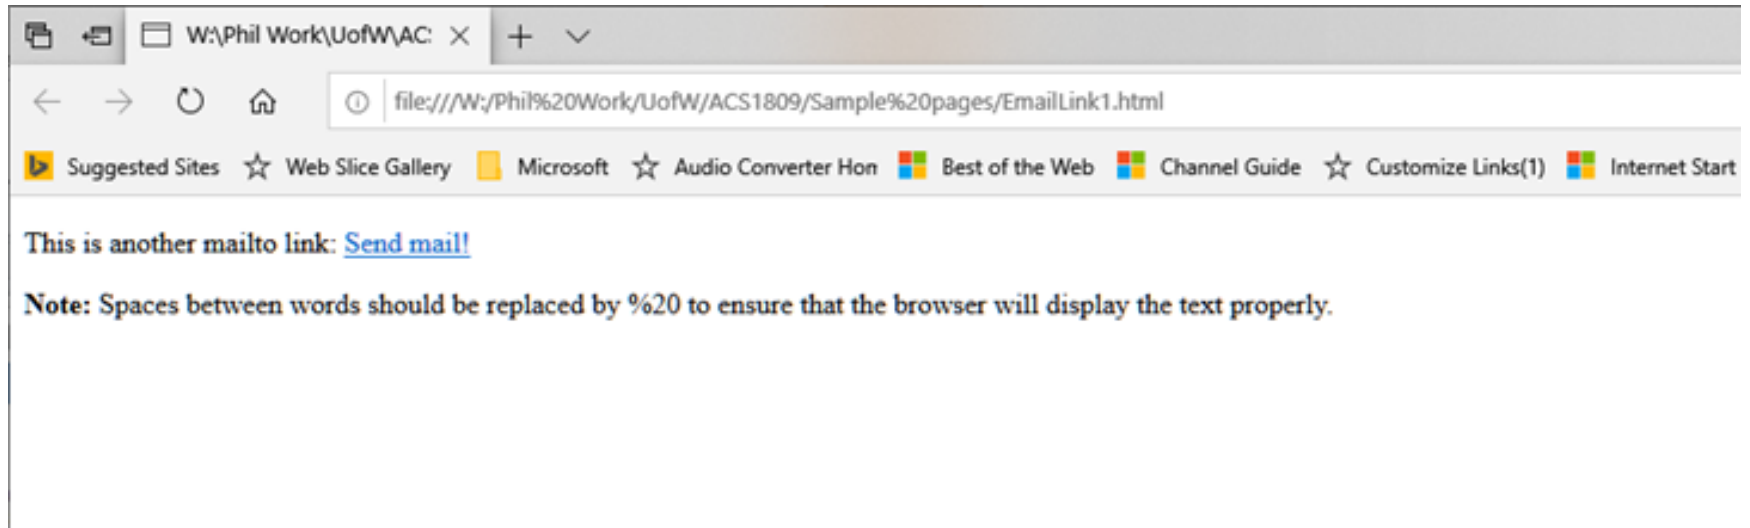 W:\Phil Work\UofW\AC:
file:///W:/Phil%20Work/UofW/ACS1809/Sample%20pages/EmailLink1.html
Suggested Sites Web Slice Gallery Microsoft Audio Converter Hon Best of the Web Channel Guide Customize Links(1) Internet Start
This is another mailto link: Send mail!
Note: Spaces between words should be replaced by %20 to ensure that the browser will display the text properly.